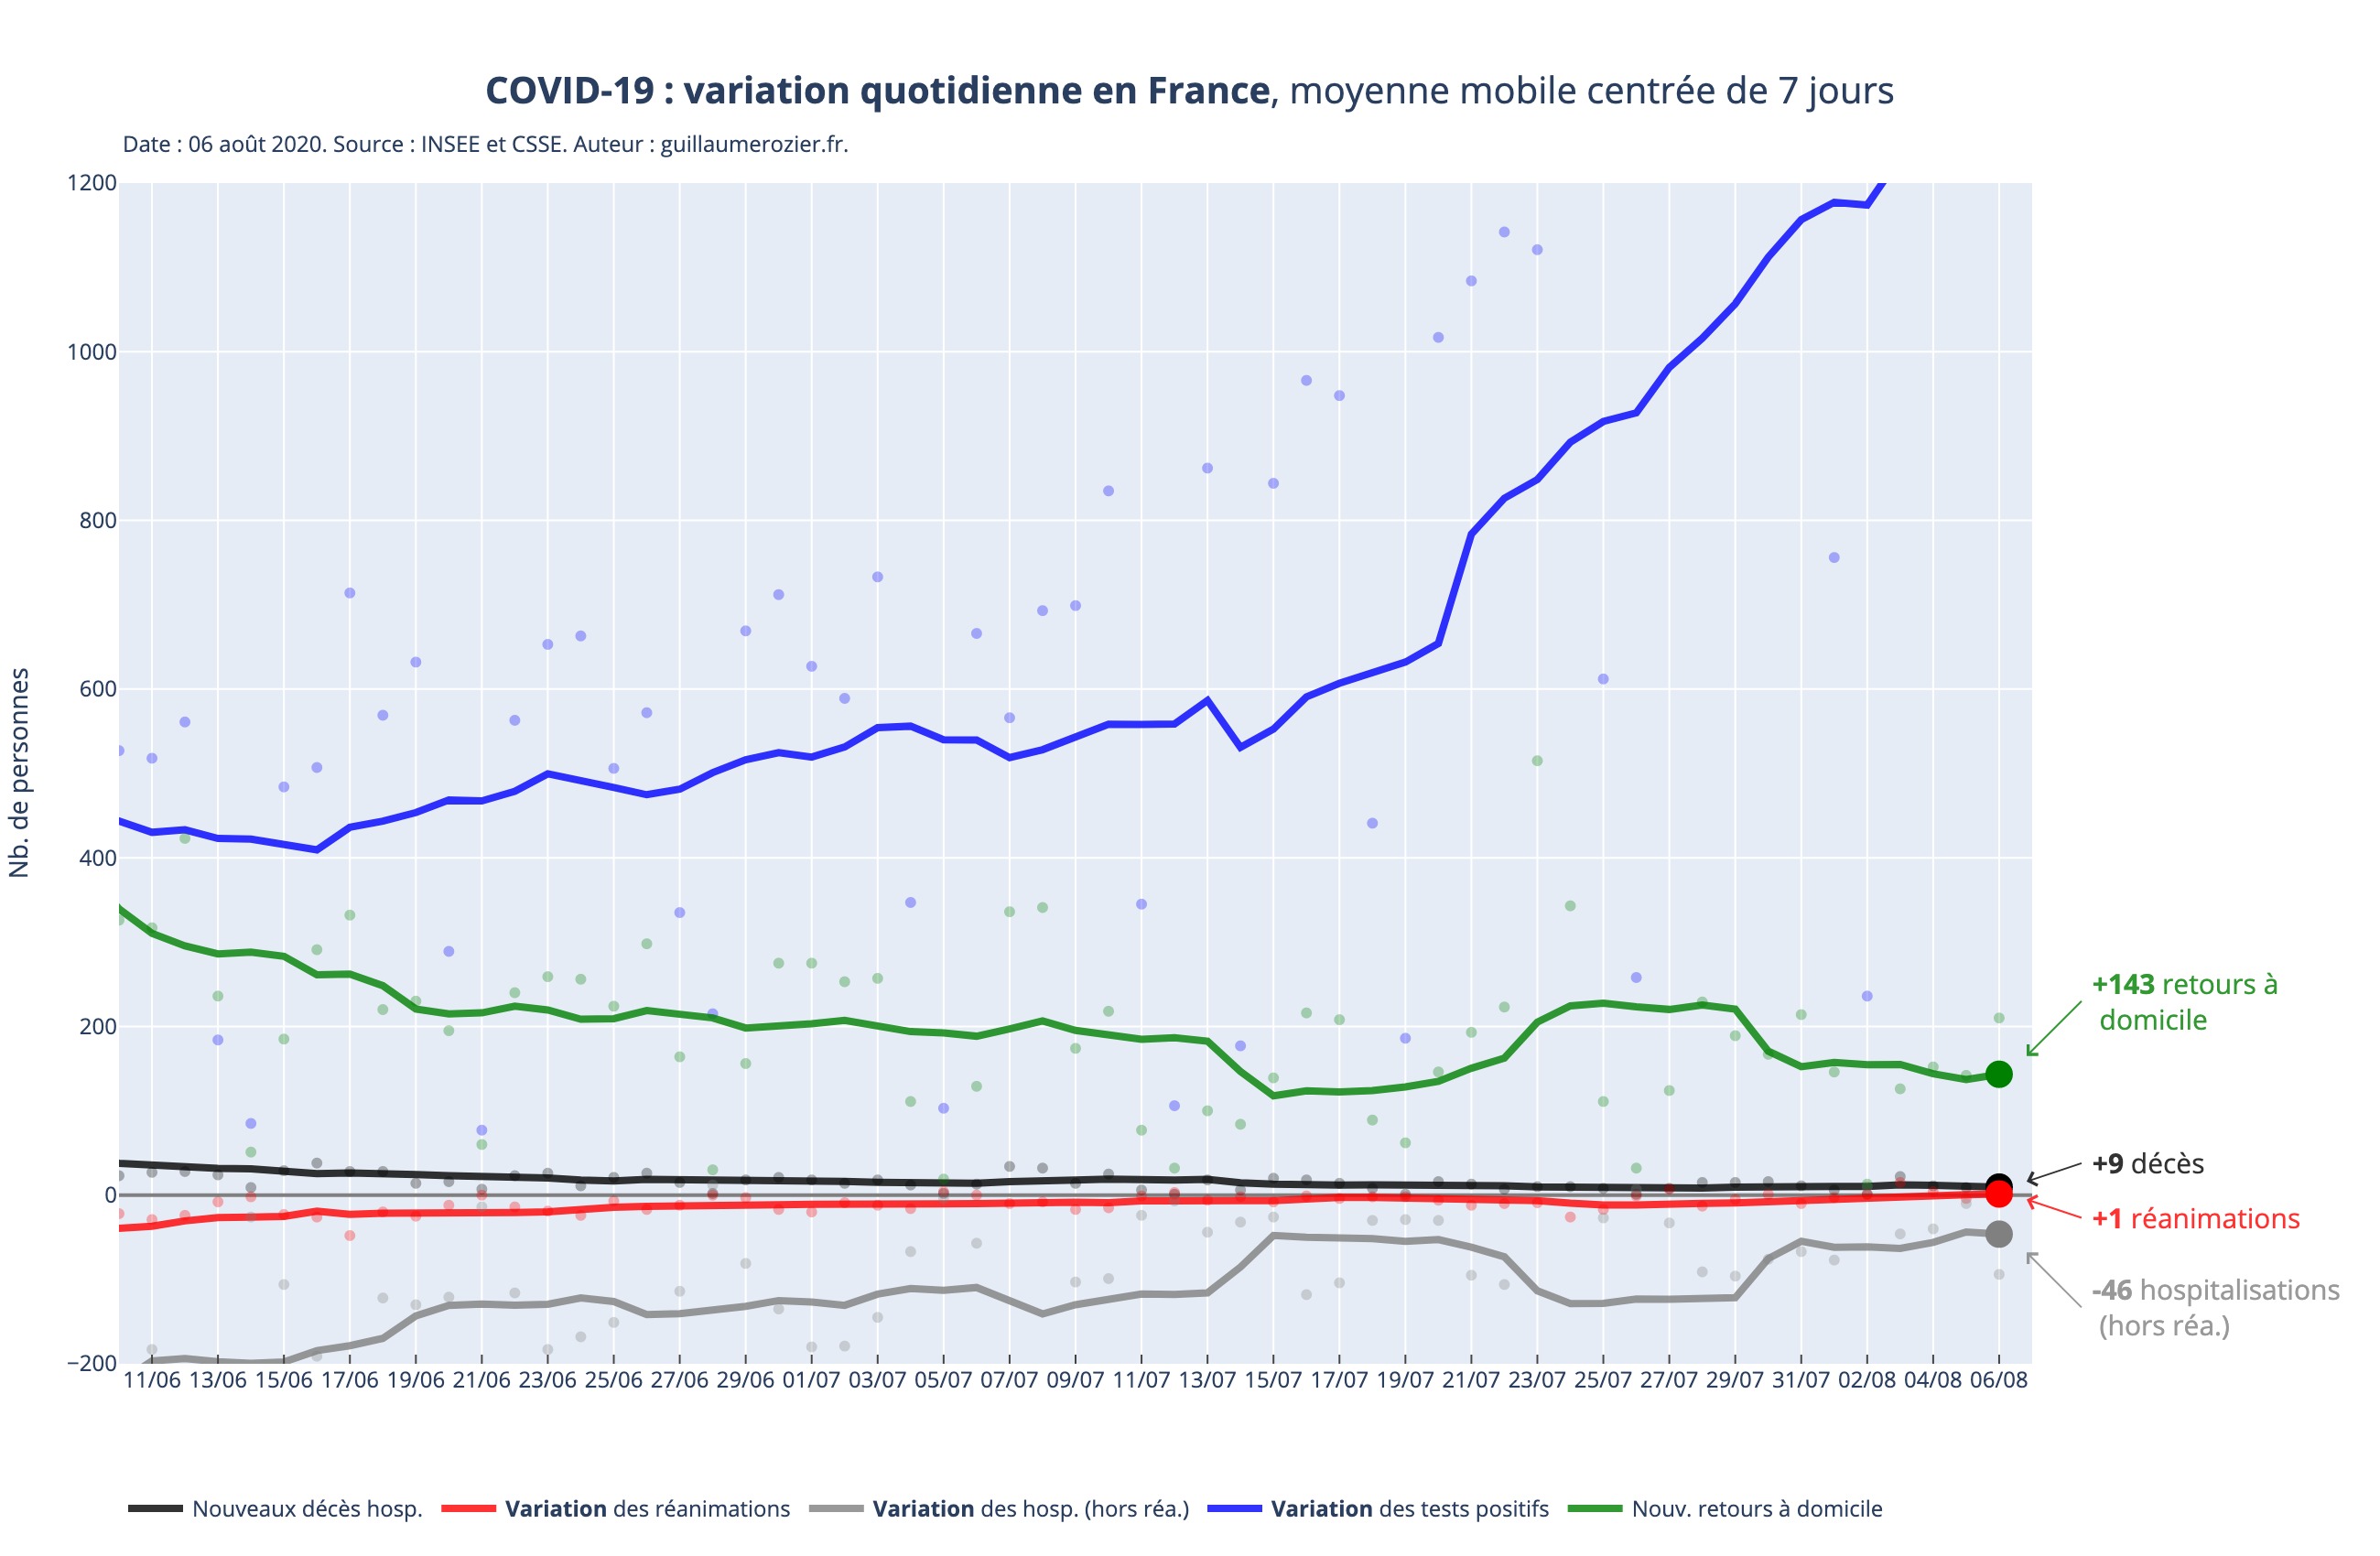 COVID-19 : variation quotidienne en France, moyenne mobile centrée de 7 jours
Date : 06 août 2020. Source : INSEE et CSSE. Auteur : guillaumerozier.fr.
Nb. de personnes
1200
1000
800
600
400
200
0
−200
11/06 13/06 15/06 17/06 19/06 21/06 23/06 25/06 27/06 29/06 01/07 03/07 05/07 07/07 09/07 11/07 13/07 15/07 17/07 19/07 21/07 23/07 25/07 27/07 29/07 31/07 02/08 04/08 06/08
+143 retours à
domicile
+9 décès
+1 réanimations
-46 hospitalisations
(hors réa.)
Nouveaux décès hosp. Variation des réanimations Variation des hosp. (hors réa.) Variation des tests positifs Nouv. retours à domicile